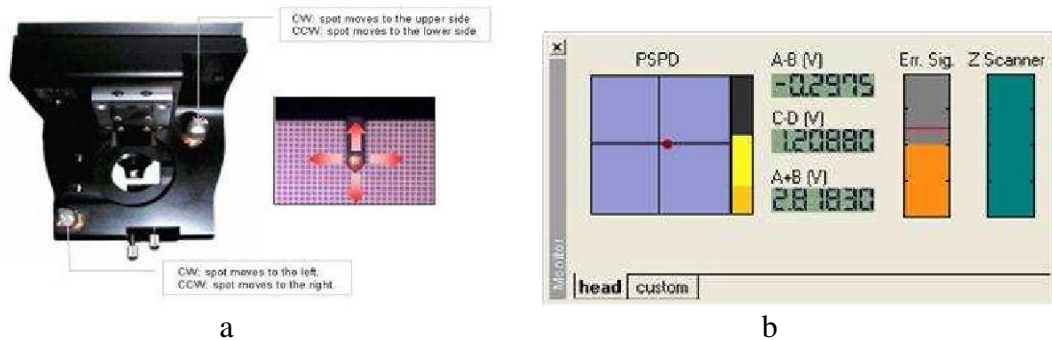 CW: spot moves to the upper side
CCW: spot moves to the lower side
CW: spot moves to the left.
CCW: spot moves to the right.
a
x
PSPD
A-B (V)
-0.2975
C-D (V)
1.20880
A+B (V)
2.81830
Err. Sig.
Z Scanner
Monitor
head
custom
b